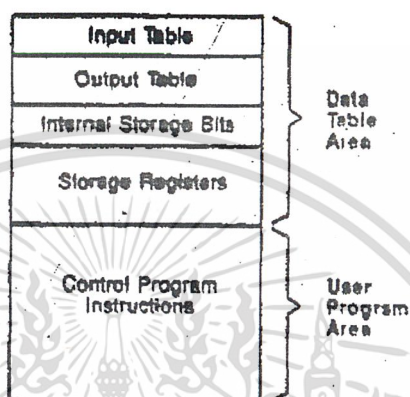 Input Table
Output Table
Internal Storage Bits
Storage Registers
Data
Table
Area
Control Program
Instructions
User
Program
Area